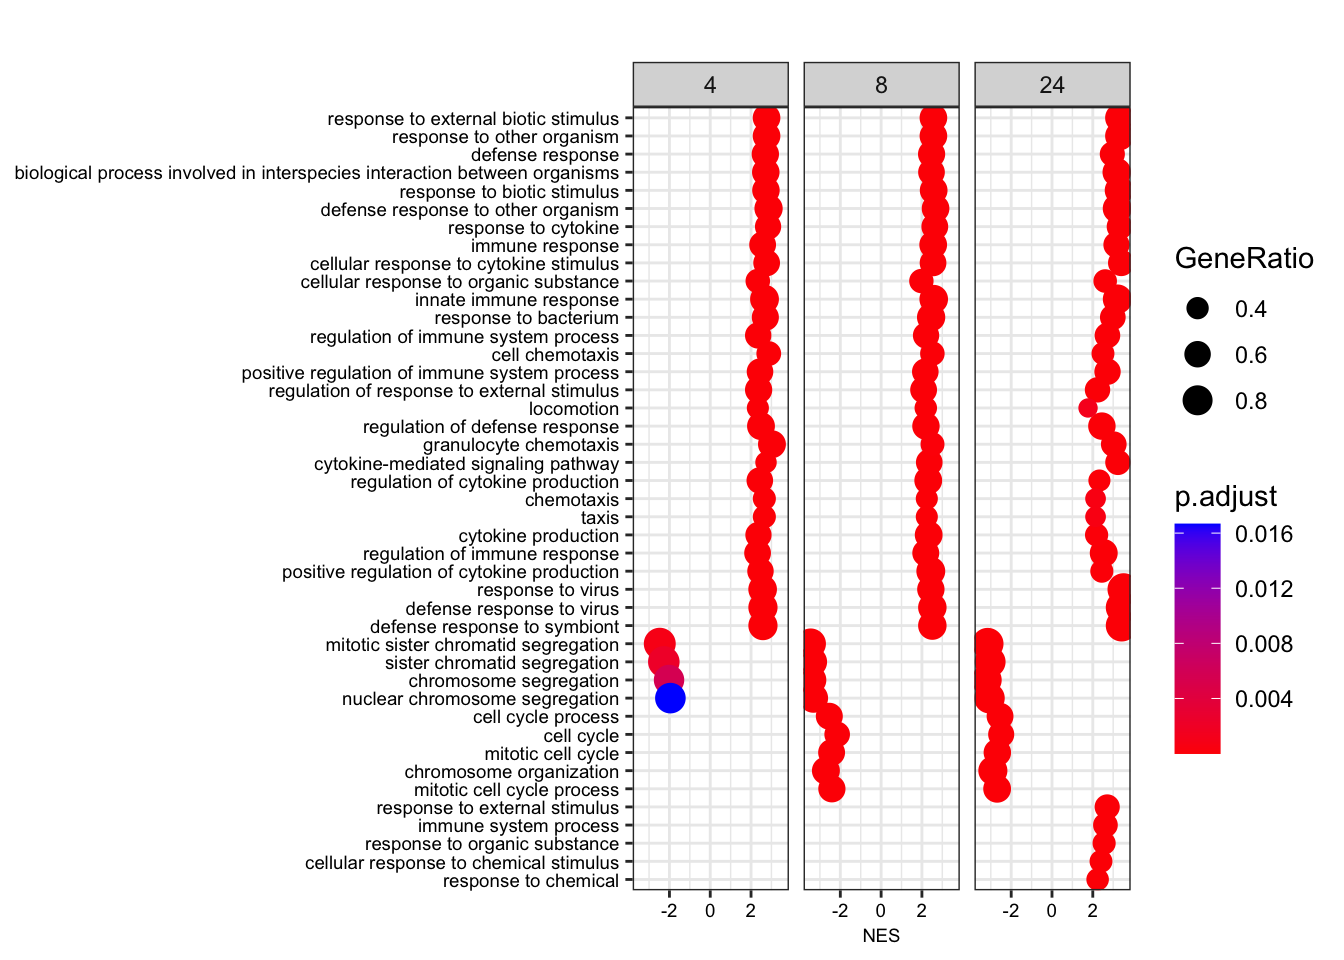 4 8 24
response to external biotic stimulus
response to other organism
defense response
biological process involved in interspecies interaction between organisms
response to biotic stimulus
defense response to other organism
response to cytokine
immune response
cellular response to cytokine stimulus
cellular response to organic substance
innate immune response
response to bacterium
regulation of immune system process
cell chemotaxis
positive regulation of immune system process
regulation of response to external stimulus
locomotion
regulation of defense response
granulocyte chemotaxis
cytokine-mediated signaling pathway
regulation of cytokine production
chemotaxis
taxis
cytokine production
regulation of immune response
positive regulation of cytokine production
response to virus
defense response to virus
defense response to symbiont
mitotic sister chromatid segregation
sister chromatid segregation
chromosome segregation
nuclear chromosome segregation
cell cycle process
cell cycle
mitotic cell cycle
chromosome organization
mitotic cell cycle process
response to external stimulus
immune system process
response to organic substance
cellular response to chemical stimulus
response to chemical
-2 0 2 -2 0 2 -2 0 2
NES
GeneRatio
0.4
0.6
0.8
p.adjust
0.016
0.012
0.008
0.004